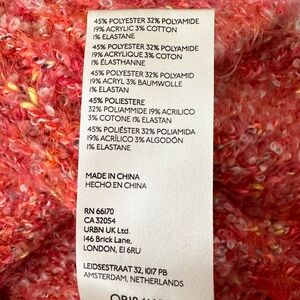 45% POLYESTER 32% POLYAMIDE
19% ACRYLIC 3% COTTON
1% ELASTANE
45% POLYESTER 32% POLYAMIDE
19% ACRYLIQUE 3% COTON
1% ÉLASTHANNE
45% POLYESTER 32% POLYAMID
19% ACRYL 3% BAUMWOLLE
1% ELASTAN
45% POLIESTERE
32% POLIAMMIDE 19% ACRILICO
3% COTONE 1% ELASTAN
45% POLIÉSTER 32% POLIAMIDA
19% ACRÍLICO 3% ALGODÓN
1% ELASTANE
MADE IN CHINA
HECHO EN CHINA
RN 66170
CA 32054
URBN UK Ltd.
146 Brick Lane,
LONDON, E1 6RU
LEIDSESTRAAT 32, 1017 PB
AMSTERDAM, NETHERLANDS